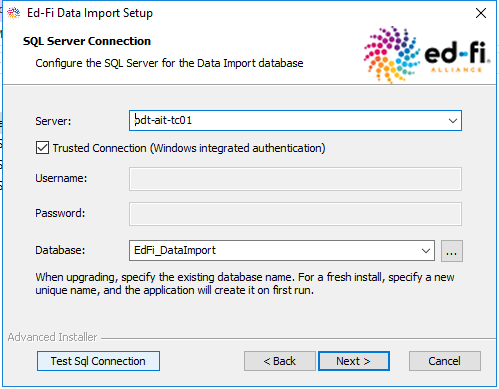 Ed-Fi Data Import Setup
SQL Server Connection
Configure the SQL Server for the Data Import database
ed-fi
ALLIANCE
Server:
pdt-ait-tc01
Trusted Connection (Windows integrated authentication)
Username:
Password:
Database:
EdFi_DataImport
...
When upgrading, specify the existing database name. For a fresh install, specify a new
unique name, and the application will create it on first run.
Advanced Installer
Test Sql Connection
< Back
Next >
Cancel